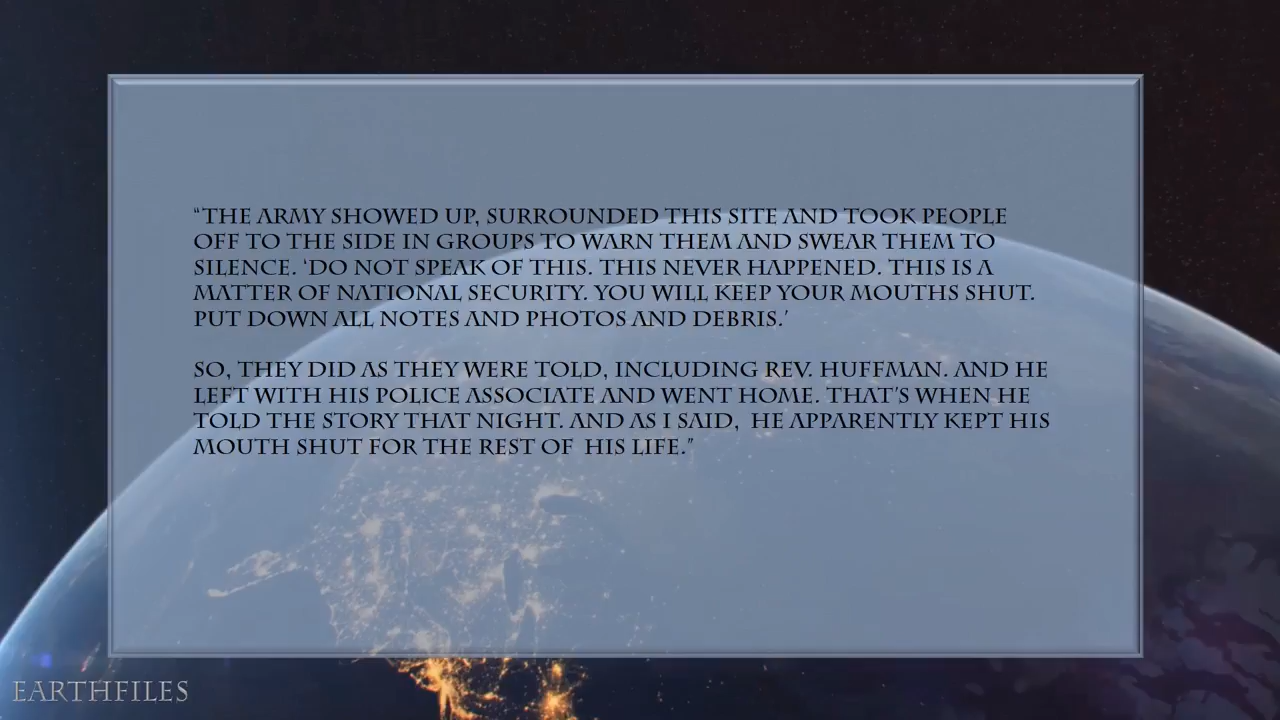 “THE ARMY SHOWED UP, SURROUNDED THIS SITE AND TOOK PEOPLE
OFF TO THE SIDE IN GROUPS TO WARN THEM AND SWEAR THEM TO
SILENCE. ‘DO NOT SPEAK OF THIS. THIS NEVER HAPPENED. THIS IS A
MATTER OF NATIONAL SECURITY. YOU WILL KEEP YOUR MOUTHS SHUT.
PUT DOWN ALL NOTES AND PHOTOS AND DEBRIS.’
SO, THEY DID AS THEY WERE TOLD, INCLUDING REV. HUFFMAN. AND HE
LEFT WITH HIS POLICE ASSOCIATE AND WENT HOME. THAT’S WHEN HE
TOLD THE STORY THAT NIGHT. AND AS I SAID, HE APPARENTLY KEPT HIS
MOUTH SHUT FOR THE REST OF HIS LIFE.”
EARTHFILES